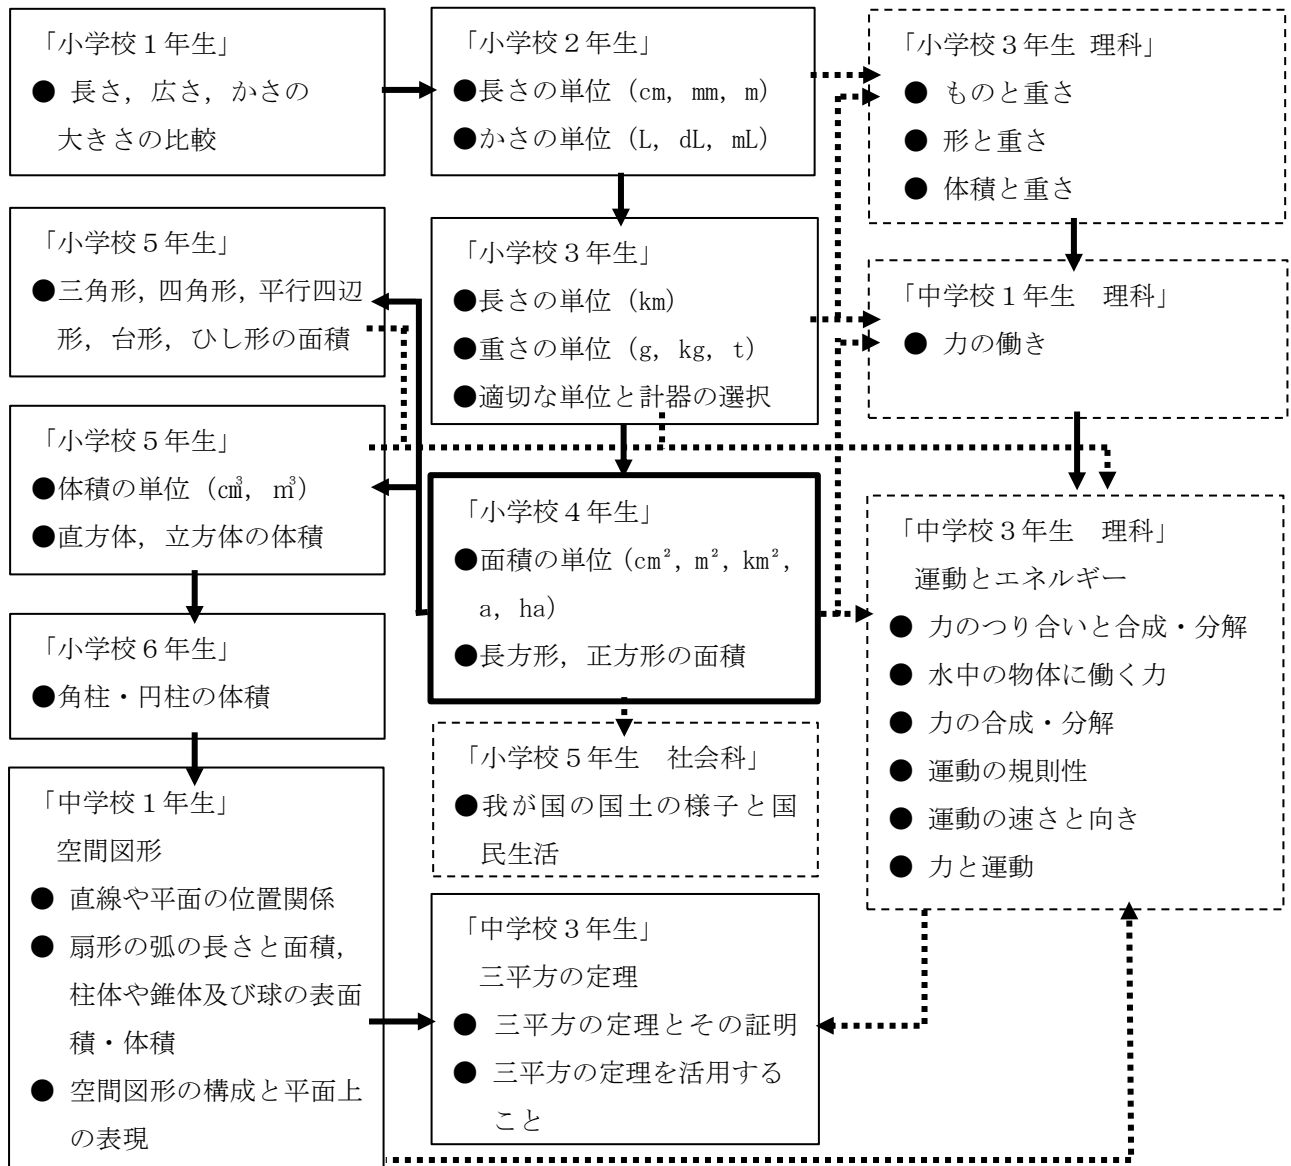 「小学校１年生」
● 長さ，広さ，かさの
大きさの比較
「小学校２年生」
●長さの単位（cm, mm, m）
●かさの単位（L, dL, mL）
「小学校３年生 理科」
● ものと重さ
● 形と重さ
● 体積と重さ
「小学校５年生」
●三角形，四角形，平行四辺
形，台形，ひし形の面積
「小学校３年生」
●長さの単位（km）
●重さの単位（g, kg, t）
●適切な単位と計器の選択
「中学校１年生　理科」
● 力の働き
「小学校５年生」
●体積の単位（㎤，㎥）
●直方体，立方体の体積
「小学校４年生」
●面積の単位（cm², m², km²,
a, ha）
●長方形，正方形の面積
「中学校３年生　理科」
運動とエネルギー
● 力のつり合いと合成・分解
● 水中の物体に働く力
● 力の合成・分解
● 運動の規則性
● 運動の速さと向き
● 力と運動
「小学校６年生」
●角柱・円柱の体積
「小学校５年生　社会科」
●我が国の国土の様子と国
民生活
「中学校１年生」
空間図形
● 直線や平面の位置関係
● 扇形の弧の長さと面積，
柱体や錐体及び球の表面
積・体積
● 空間図形の構成と平面上
の表現
「中学校３年生」
三平方の定理
● 三平方の定理とその証明
● 三平方の定理を活用する
こと